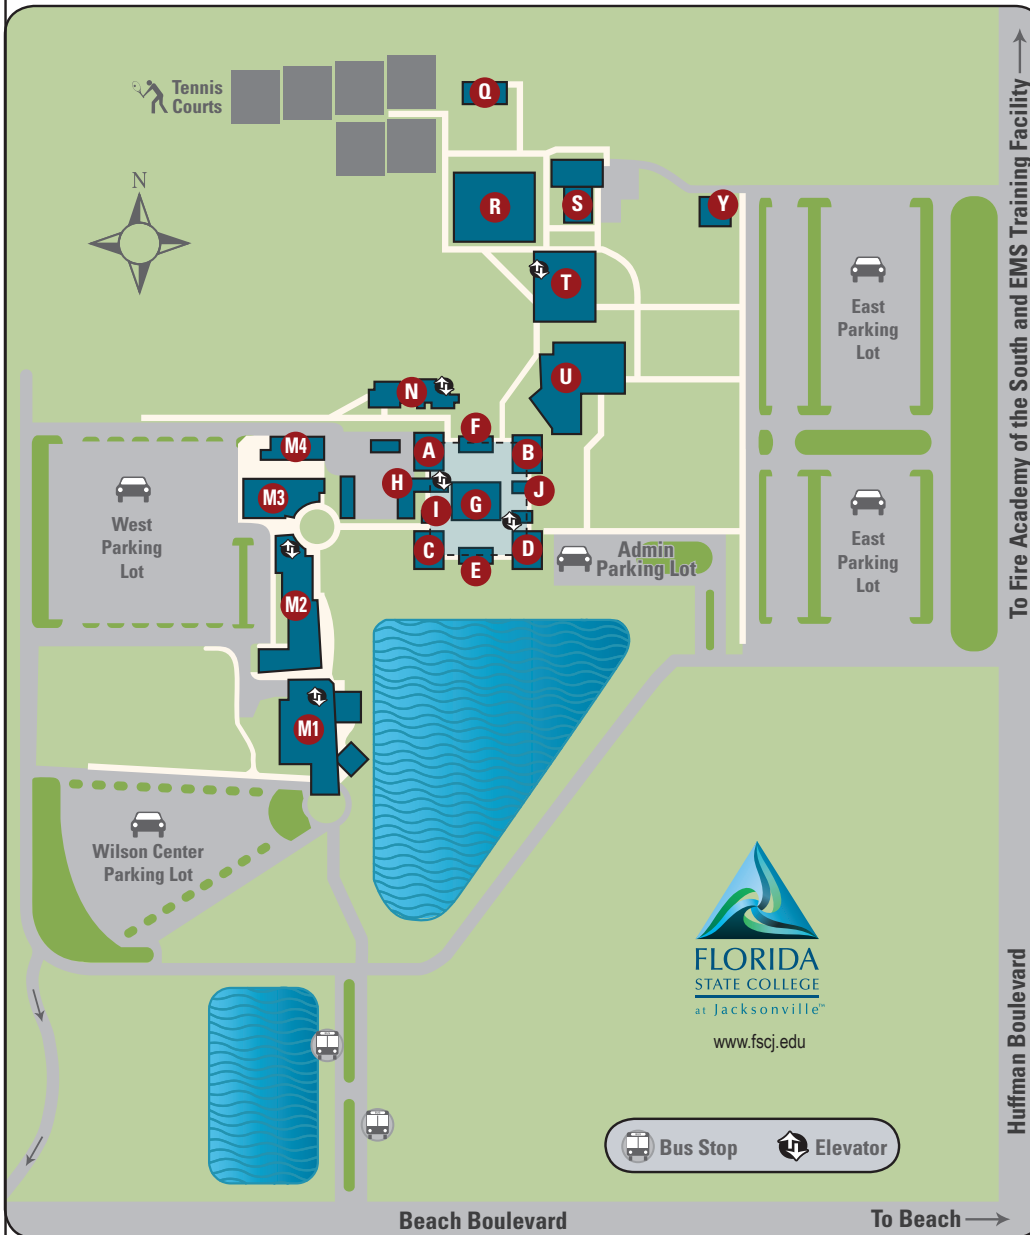 Tennis
Courts
Q
N
R
S
Y
T
East
Parking
Lot
To Fire Academy of the South and EMS Training Facility
U
N
F
A
B
M4
H
J
M3
G
I
West
Parking
Lot
C
D
E
Admin
Parking Lot
East
Parking
Lot
M2
M1
Wilson Center
Parking Lot
FLORIDA
STATE COLLEGE
at Jacksonville™
www.fscj.edu
Huffman Boulevard
Bus Stop
Elevator
Beach Boulevard
To Beach